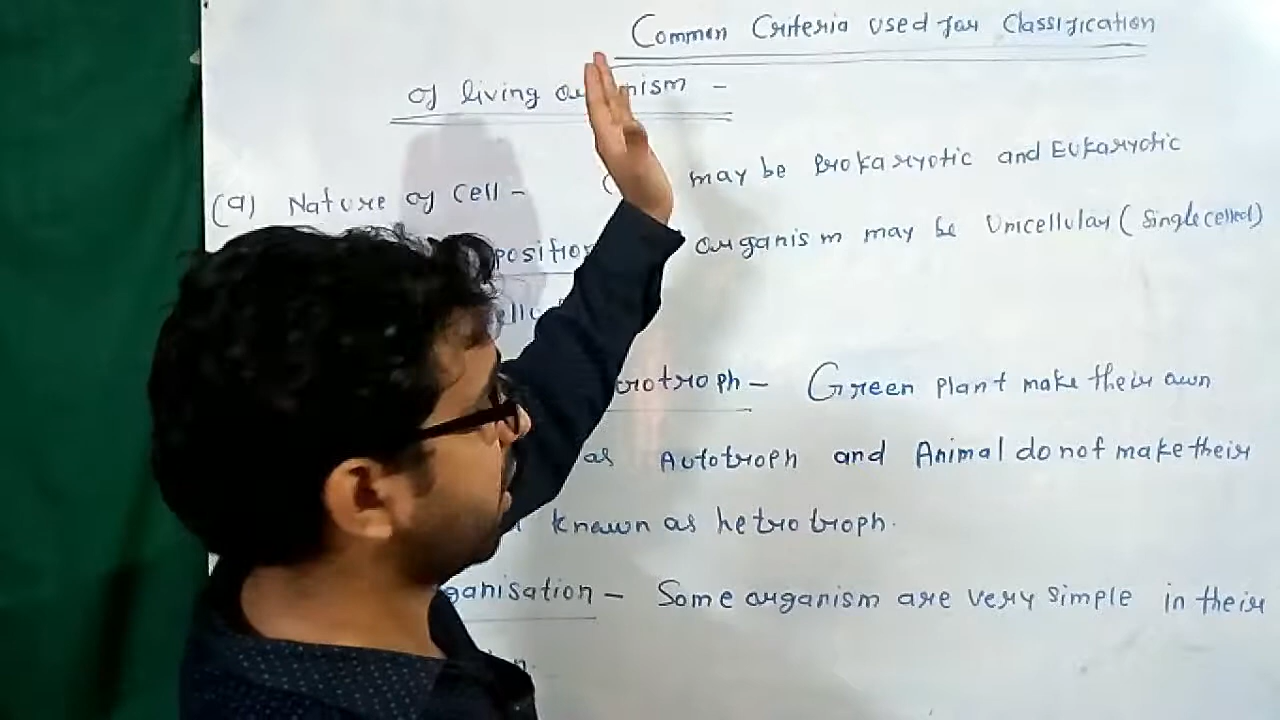 Common Criteria used for Classification
of living organism -
(a) Nature of Cell - may be Prokaryotic and Eukaryotic
position organism may be Unicellular (Single celled)
ellu
trotroph - Green plant make their own
as Autotroph and Animal do not make their
known as hetrotroph.
ganisation - Some organism are very simple in their
n.